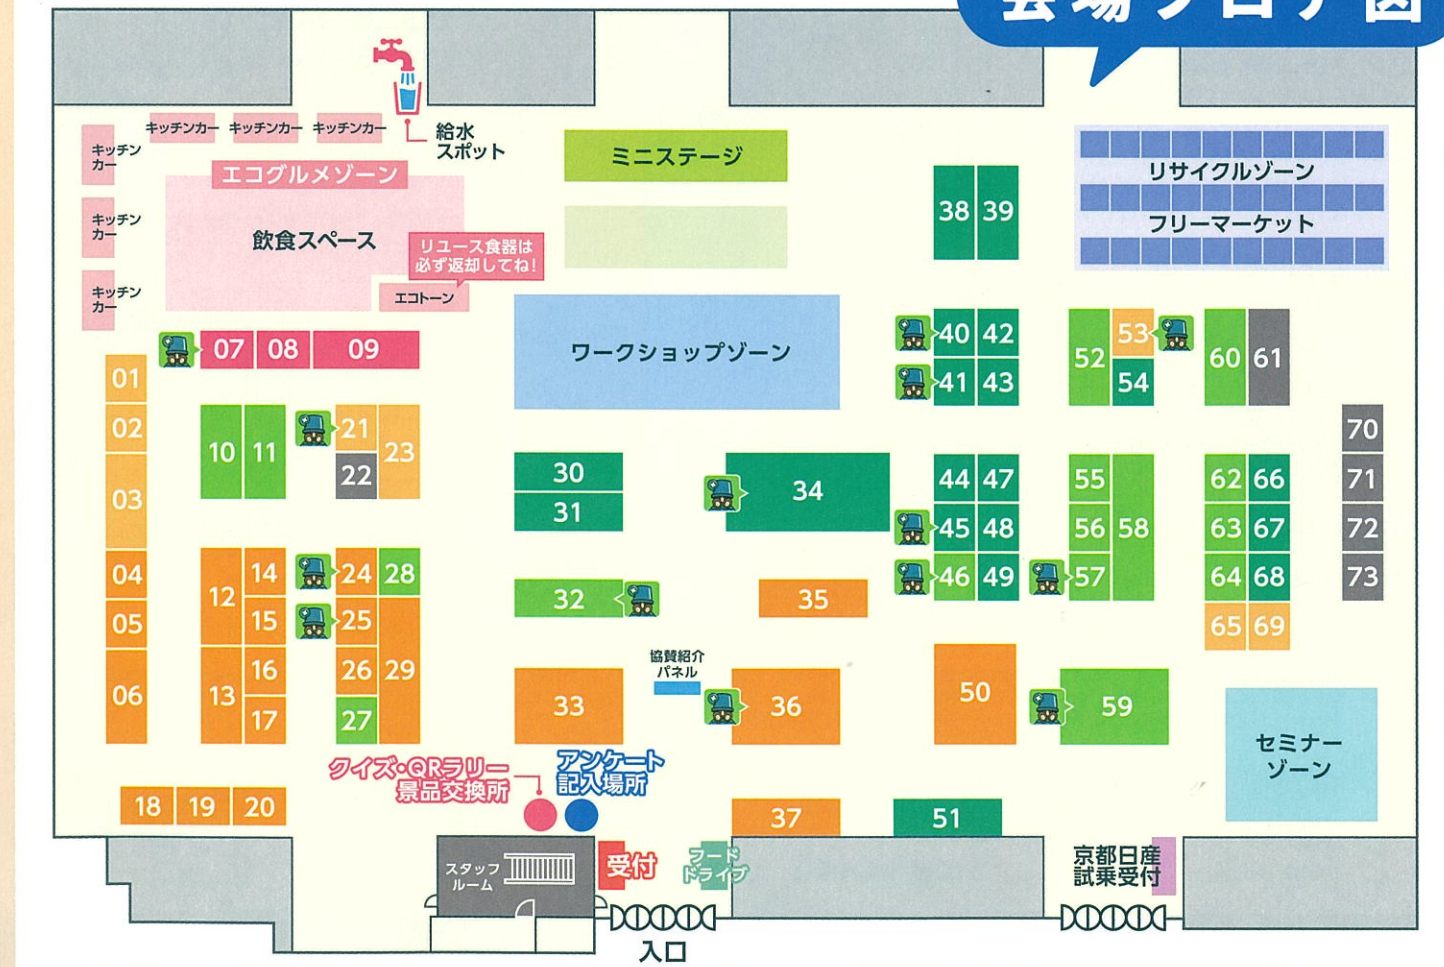 会場フロア図
キッチンカー
キッチンカー
キッチンカー
給水
スポット
キッチン
カー
キッチン
カー
キッチン
カー
エコグルメゾーン
飲食スペース
リユース食器は
必ず返却してね!
エコトーン
ミニステージ
ワークショップゾーン
リサイクルゾーン
フリーマーケット
38 39
07 08 09
40 42
41 43
52 53
54
60 61
01
02
03
04
05
06
10 11
21
22
23
30
31
34
44 47
45 48
46 49
55
56
57
58
62 66
63 67
64 68
65 69
70
71
72
73
12
13
14
15
16
17
24 28
25
26
27
29
32
35
33
協賛紹介
パネル
36
50
59
セミナー
ゾーン
クイズ・QRラリー
景品交換所
アンケート
記入場所
18 19 20
37
51
スタッフ
ルーム
受付
フード
ドライブ
京都日産
試乗受付
入口